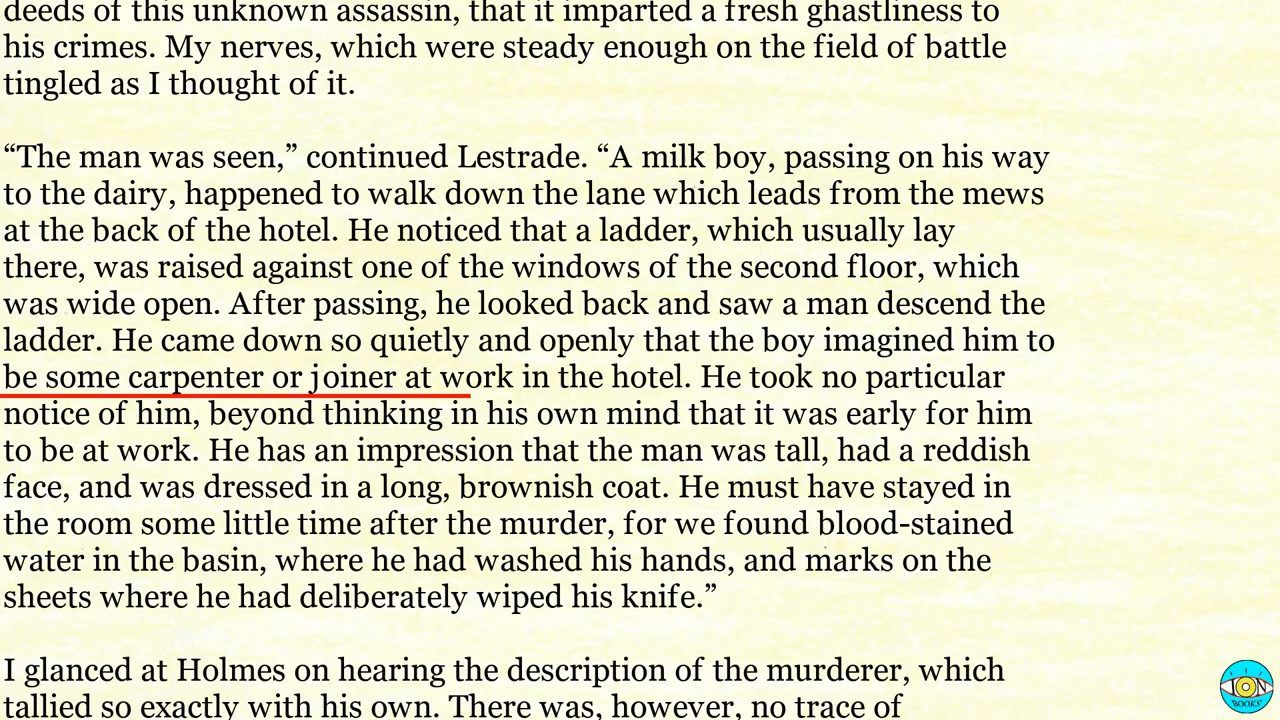 deeds of this unknown assassin, that it imparted a fresh ghastliness to
his crimes. My nerves, which were steady enough on the field of battle
tingled as I thought of it.
“The man was seen,” continued Lestrade. “A milk boy, passing on his way
to the dairy, happened to walk down the lane which leads from the mews
at the back of the hotel. He noticed that a ladder, which usually lay
there, was raised against one of the windows of the second floor, which
was wide open. After passing, he looked back and saw a man descend the
ladder. He came down so quietly and openly that the boy imagined him to
be some carpenter or joiner at work in the hotel. He took no particular
notice of him, beyond thinking in his own mind that it was early for him
to be at work. He has an impression that the man was tall, had a reddish
face, and was dressed in a long, brownish coat. He must have stayed in
the room some little time after the murder, for we found blood-stained
water in the basin, where he had washed his hands, and marks on the
sheets where he had deliberately wiped his knife.”
I glanced at Holmes on hearing the description of the murderer, which
tallied so exactly with his own. There was, however, no trace of
ION
BOOKS